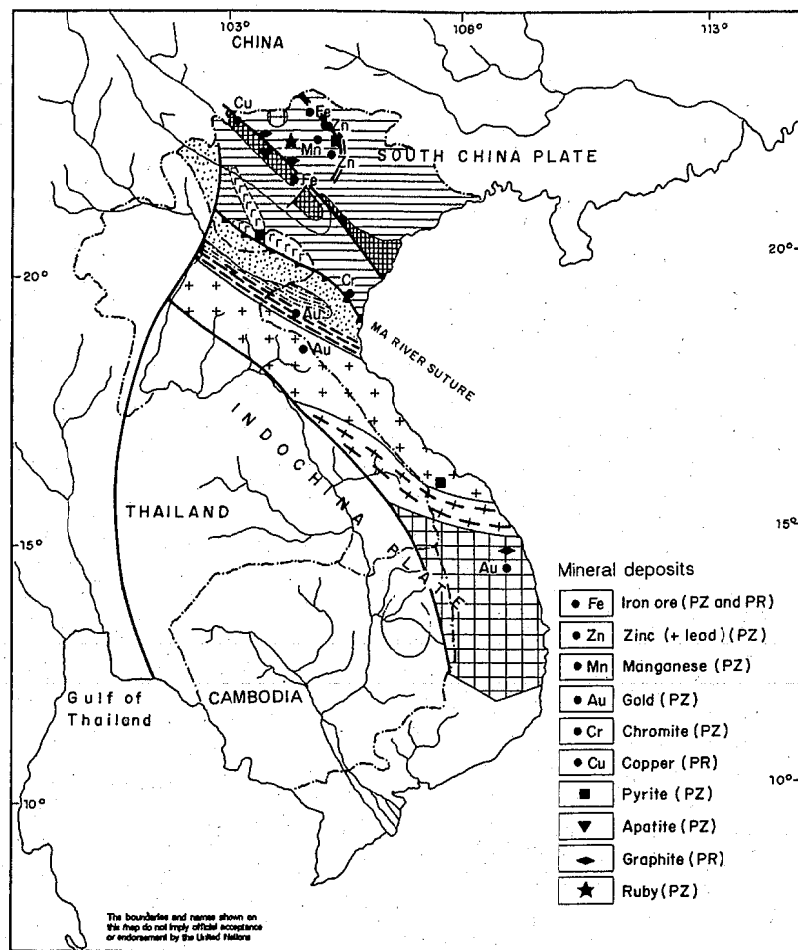 103°
108°
113°
CHINA
Cu
Fe
Zn
Mn
Zn
SOUTH CHINA PLATE
Fe
20°
20°
Cr
Au
MA RIVER SUTURE
Au
INDOCHINA PLATE
THAILAND
15°
15°
Au
Mineral deposits
Fe Iron ore (PZ and PR)
Zn Zinc (+ lead) (PZ)
Mn Manganese (PZ)
Au Gold (PZ)
Cr Chromite (PZ)
Cu Copper (PR)
Pyrite (PZ)
Apatite (PZ)
Graphite (PR)
Ruby (PZ)
Gulf of
Thailand
CAMBODIA
10°
10°
The boundaries and names shown on
this map do not imply official acceptance
or endorsement by the United Nations